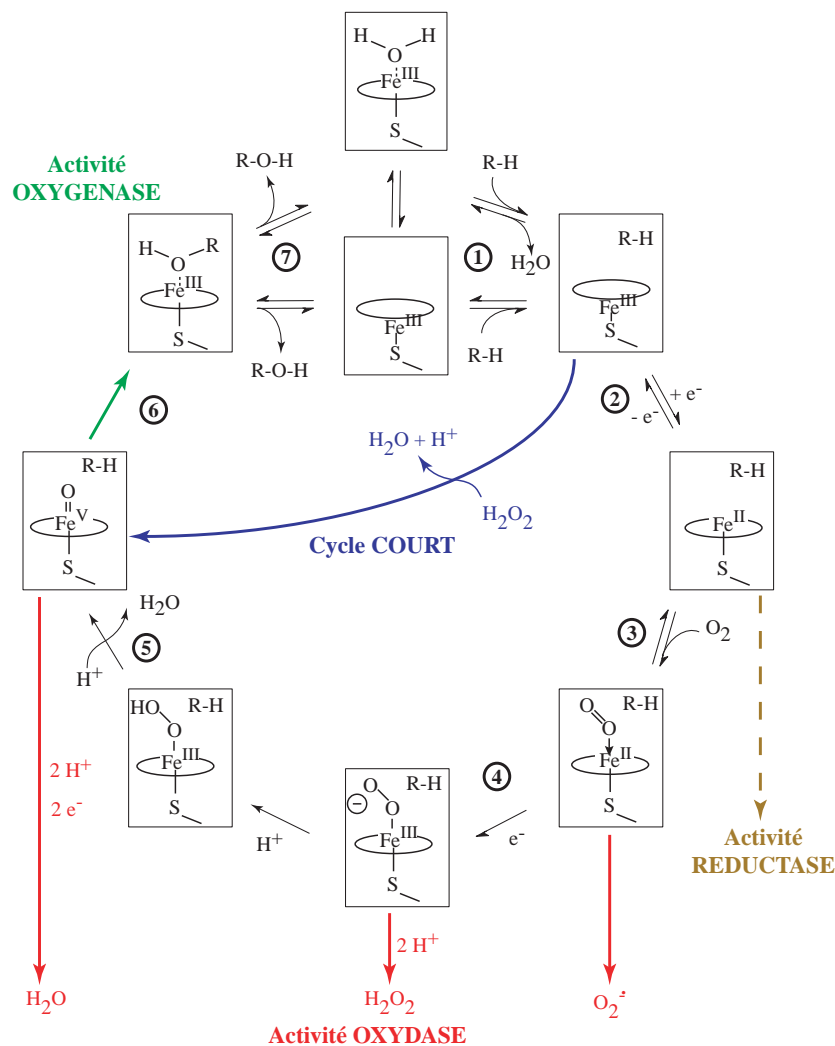 H H
O
Fe III
S
Activité
OXYGENASE
R-O-H
R-H
H O R
Fe III
S
7
1
H2O
R-H
Fe III
S
Fe III
S
R-O-H
R-H
6
2
+ e-
- e-
R-H
O
Fe V
S
H2O + H+
H2O2
Cycle COURT
R-H
Fe II
S
H2O
5
H+
3
O2
HO R-H
O
Fe III
S
R-H
O
O
Fe II
S
2 H+
2 e-
4
R-H
O
− O
Fe III
S
H+
e-
Activité
REDUCTASE
2 H+
H2O
H2O2
O2-•
Activité OXYDASE